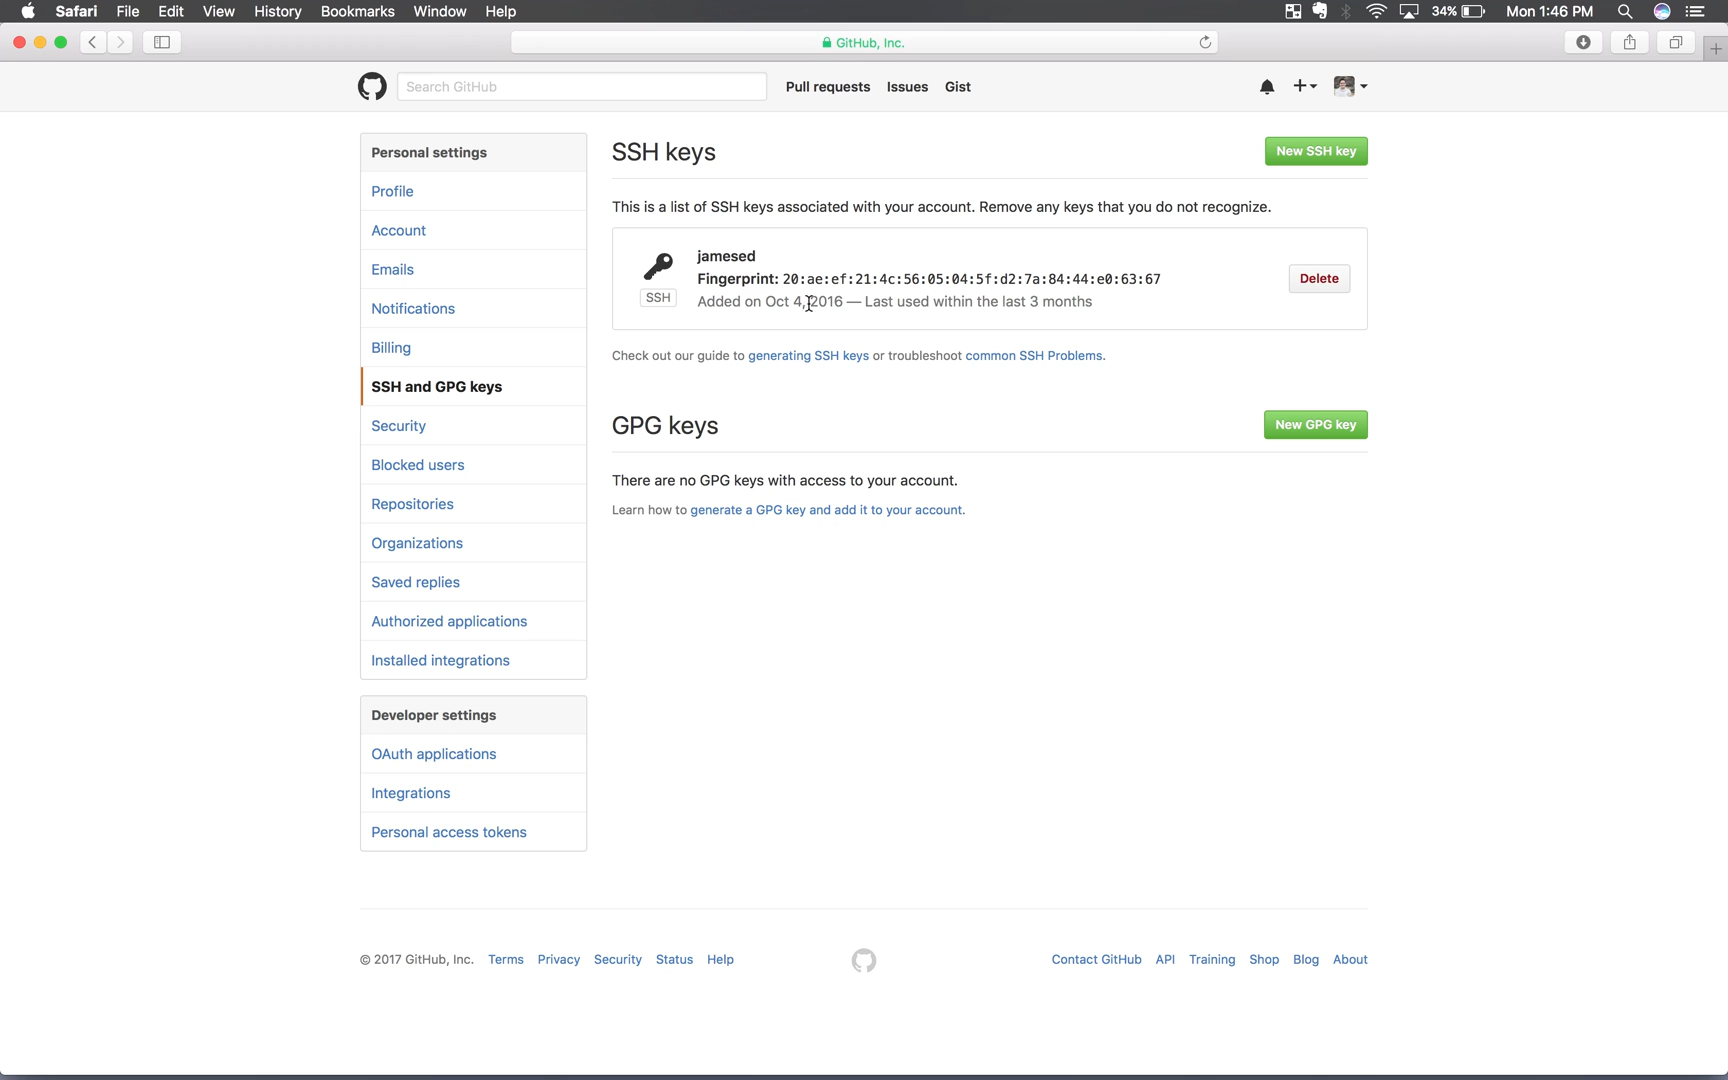 Safari File Edit View History Bookmarks Window Help 34% Mon 1:46 PM
GitHub, Inc.
Search GitHub Pull requests Issues Gist
Personal settings
Profile
Account
Emails
Notifications
Billing
SSH and GPG keys
Security
Blocked users
Repositories
Organizations
Saved replies
Authorized applications
Installed integrations
Developer settings
OAuth applications
Integrations
Personal access tokens
SSH keys New SSH key
This is a list of SSH keys associated with your account. Remove any keys that you do not recognize.
jamesed
Fingerprint: 20:ae:ef:21:4c:56:05:04:5f:d2:7a:84:44:e0:63:67
SSH Added on Oct 4, 2016 — Last used within the last 3 months
Delete
Check out our guide to generating SSH keys or troubleshoot common SSH Problems.
GPG keys New GPG key
There are no GPG keys with access to your account.
Learn how to generate a GPG key and add it to your account.
© 2017 GitHub, Inc. Terms Privacy Security Status Help Contact GitHub API Training Shop Blog About